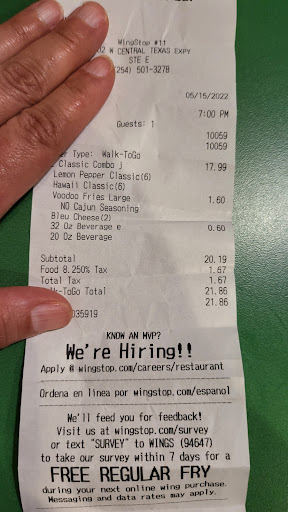 WingStop #11
02 W CENTRAL TEXAS EXPY
STE E
(254) 501-3278
05/15/2022
7:00 PM
Guests: 1
10059
10059
er Type: Walk-ToGo
Classic Combo j 17.99
Lemon Pepper Classic(6)
Hawaii Classic(6)
Voodoo Fries Large 1.60
NO Cajun Seasoning
Bleu Cheese(2)
32 Oz Beverage e 0.60
20 Oz Beverage
Subtotal 20.19
Food 8.250% Tax 1.67
Total Tax 1.67
lk-ToGo Total 21.86
21.86
035919
KNOW AN MVP?
We're Hiring!!
Apply @ wingstop.com/careers/restaurant
Ordena en linea por wingstop.com/espanol
We'll feed you for feedback!
Visit us at wingstop.com/survey
or text "SURVEY" to WINGS (94647)
to take our survey within 7 days for a
FREE REGULAR FRY
during your next online wing purchase.
Messaging and data rates may apply.